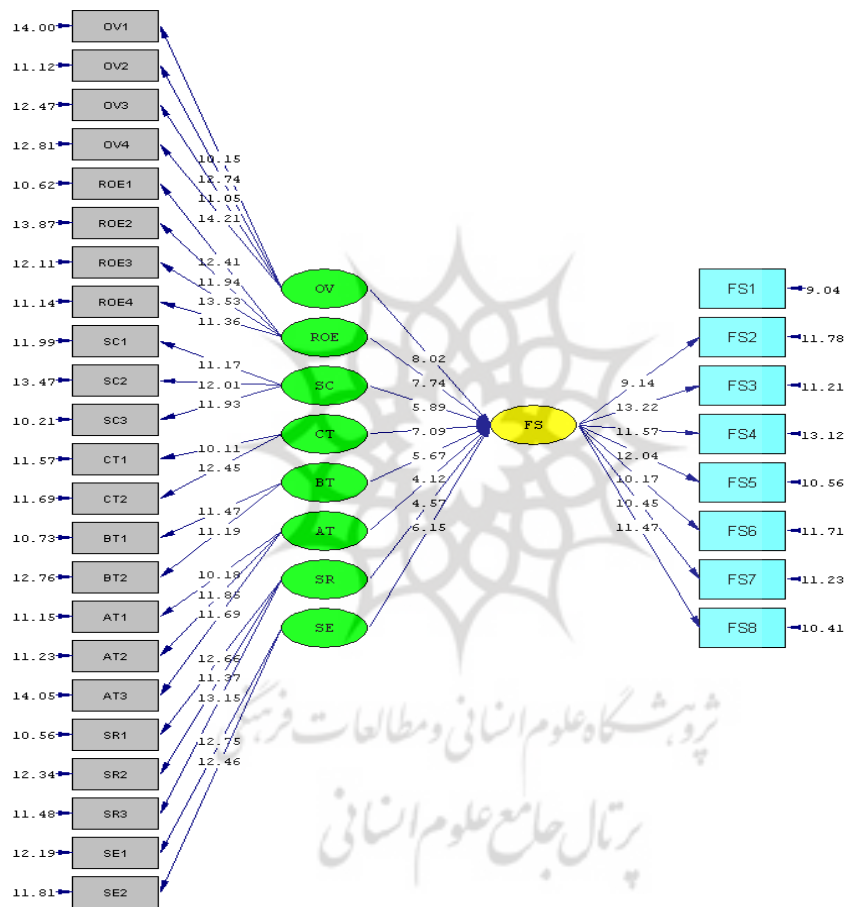 14.00 OV1
11.12 OV2
12.47 OV3
12.81 OV4
10.62 ROE1
13.87 ROE2
12.11 ROE3
11.14 ROE4
11.99 SC1
13.47 SC2
10.21 SC3
11.57 CT1
11.69 CT2
10.73 BT1
12.76 BT2
11.15 AT1
11.23 AT2
14.05 AT3
10.56 SR1
12.34 SR2
11.48 SR3
12.19 SE1
11.81 SE2
10.15
12.74
11.05
14.21
12.41
11.94
13.53
11.36
11.17
12.01
11.93
10.11
12.45
11.47
11.19
10.18
11.86
11.69
12.66
11.37
13.15
12.75
12.46
OV
ROE
SC
CT
BT
AT
SR
SE
8.02
7.74
5.89
7.09
5.67
4.12
4.57
6.15
FS
9.14
13.22
11.57
12.04
10.17
10.45
11.47
FS1 9.04
FS2 11.78
FS3 11.21
FS4 13.12
FS5 10.56
FS6 11.71
FS7 11.23
FS8 10.41
پژوهشگاه علوم انسانی و مطالعات فرهنگی
پرتال جامع علوم انسانی